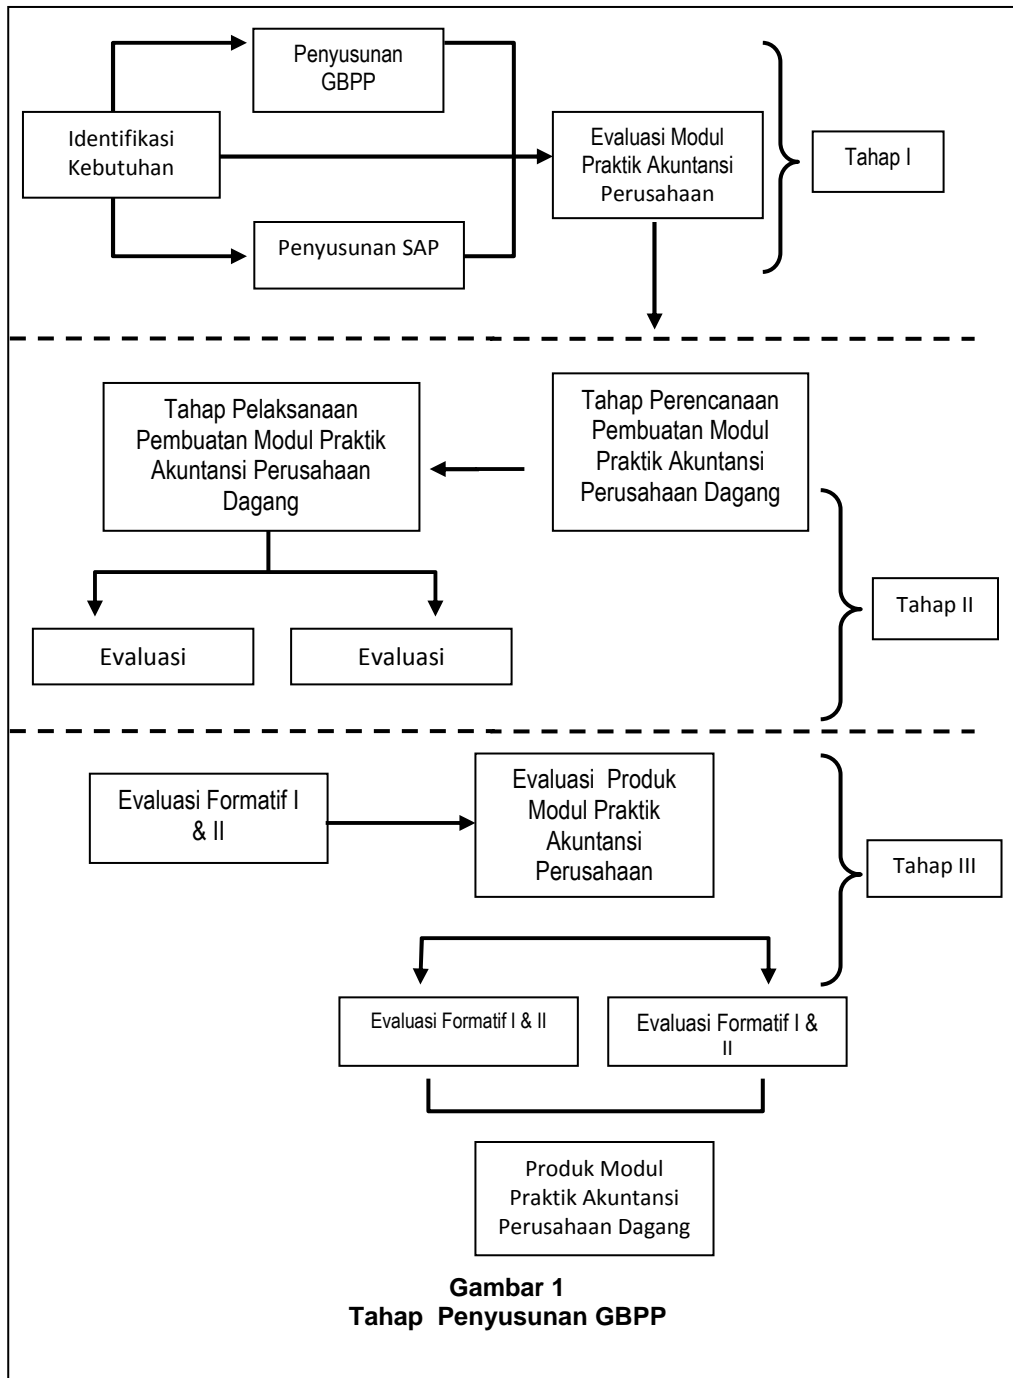 Penyusunan
GBPP
Identifikasi
Kebutuhan
Evaluasi Modul
Praktik Akuntansi
Perusahaan
Tahap I
Penyusunan SAP
Tahap Pelaksanaan
Pembuatan Modul Praktik
Akuntansi Perusahaan
Dagang
Tahap Perencanaan
Pembuatan Modul
Praktik Akuntansi
Perusahaan Dagang
Tahap II
Evaluasi
Evaluasi
Evaluasi Formatif I
& II
Evaluasi Produk
Modul Praktik
Akuntansi
Perusahaan
Tahap III
Evaluasi Formatif I & II
Evaluasi Formatif I &
II
Produk Modul
Praktik Akuntansi
Perusahaan Dagang
Gambar 1
Tahap Penyusunan GBPP